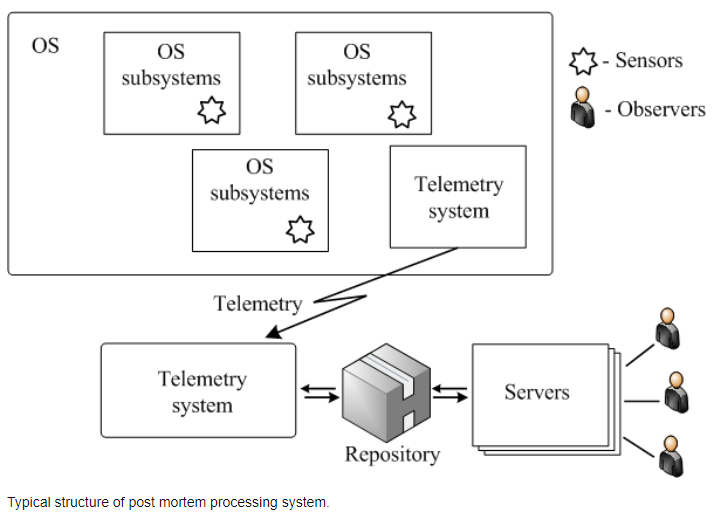 OS
OS
subsystems
OS
subsystems
- Sensors
- Observers
OS
subsystems
Telemetry
system
Telemetry
Telemetry
system
Repository
Servers
Typical structure of post mortem processing system.